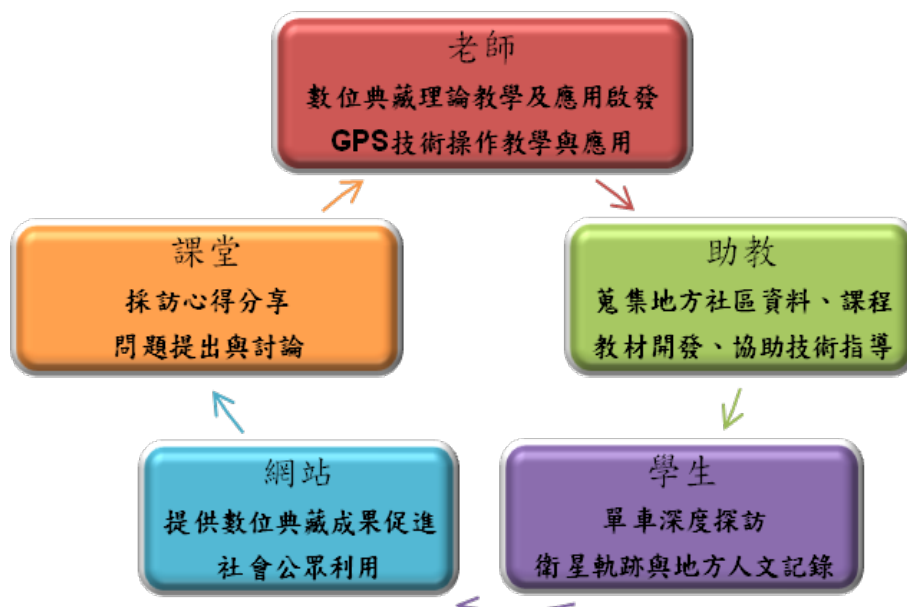 老師
數位典藏理論教學及應用啟發
GPS技術操作教學與應用
課堂
採訪心得分享
問題提出與討論
助教
蒐集地方社區資料、課程
教材開發、協助技術指導
網站
提供數位典藏成果促進
社會公眾利用
學生
單車深度探訪
衛星軌跡與地方人文記錄